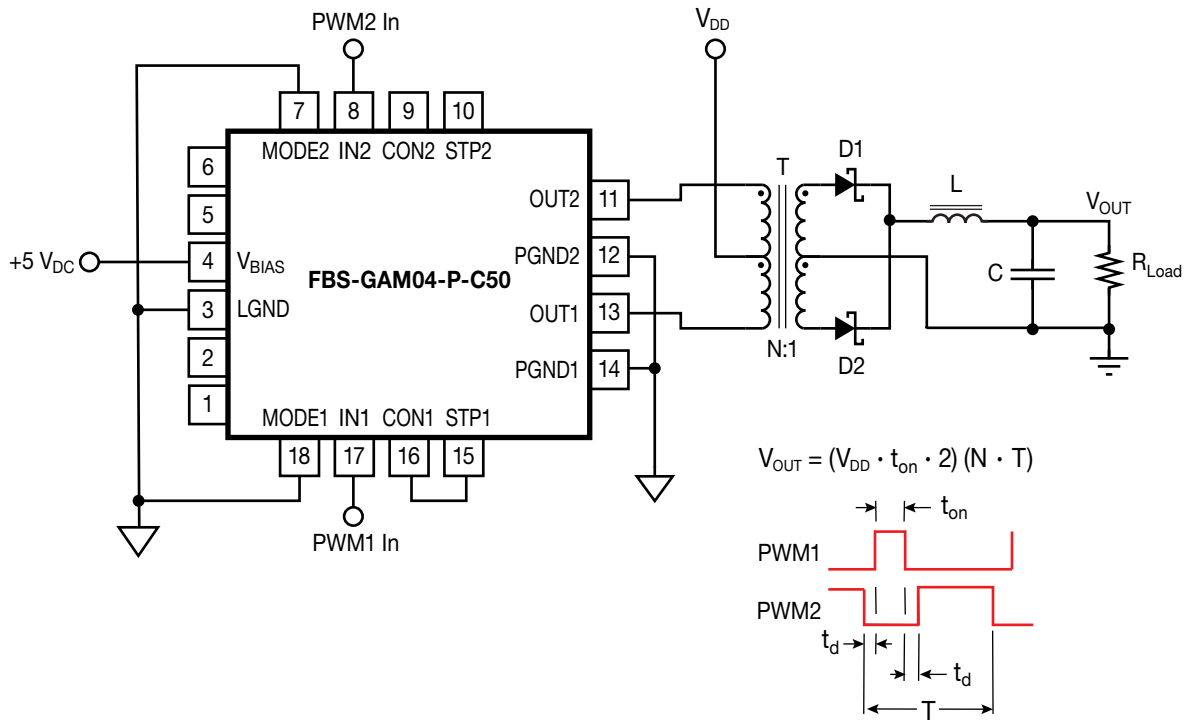 PWM2 In
V_DD
7 8 9 10
MODE2 IN2 CON2 STP2
6
5
+5 V_DC 4 V_BIAS
3 LGND
2
1
FBS-GAM04-P-C50
OUT2 11
PGND2 12
OUT1 13
PGND1 14
MODE1 IN1 CON1 STP1
18 17 16 15
PWM1 In
T
N:1
D1
D2
L
V_OUT
C
R_Load
V_OUT = (V_DD · t_on · 2) (N · T)
t_on
PWM1
PWM2
t_d
t_d
T